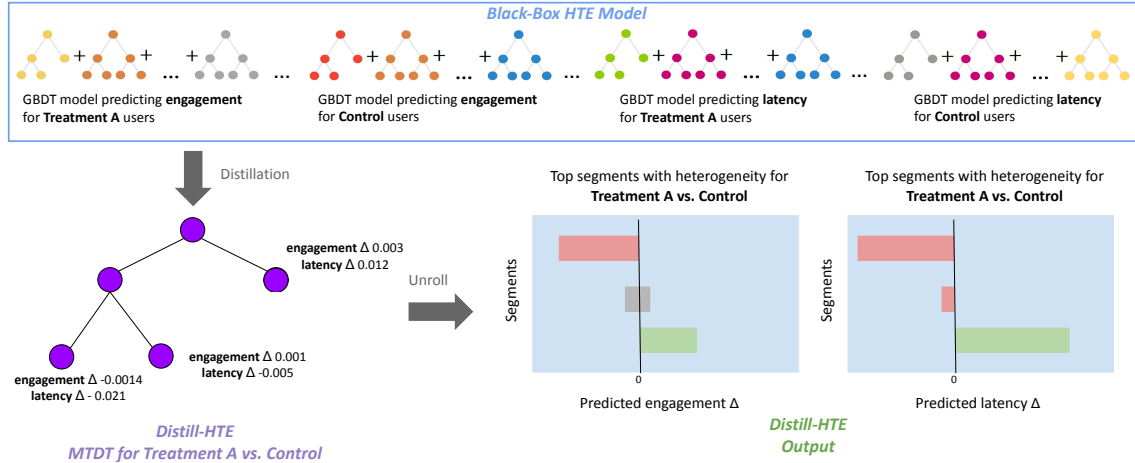 Black-Box HTE Model
+ + ... ... + + ... ... + + ... ... + + ...
GBDT model predicting engagement
for Treatment A users
GBDT model predicting engagement
for Control users
GBDT model predicting latency
for Treatment A users
GBDT model predicting latency
for Control users
Distillation
engagement Δ 0.003
latency Δ 0.012
engagement Δ 0.001
latency Δ -0.005
engagement Δ -0.0014
latency Δ - 0.021
Distill-HTE
MTDT for Treatment A vs. Control
Unroll
Top segments with heterogeneity for
Treatment A vs. Control
Segments
0
Predicted engagement Δ
Top segments with heterogeneity for
Treatment A vs. Control
Segments
0
Predicted latency Δ
Distill-HTE
Output